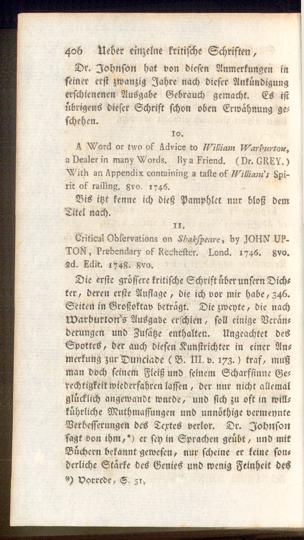 406 Ueber einzelne kritische Schriften,
Dr. Johnson hat von diesen Anmerkungen in
seiner erst zwanzig Jahre nach dieser Ankündigung
erschienenen Ausgabe Gebrauch gemacht. Es ist
übrigens dieser Schrift schon oben Erwähnung ge-
schehen.
10.
A Word or two of Advice to William Warburton,
a Dealer in many Words. By a Friend. (Dr. GREY.)
With an Appendix containing a taste of William's Spi-
rit of railing. 8vo. 1746.
Bis itzt kenne ich dieß Pamphlet nur bloß dem
Titel nach.
11.
Critical Observations on Shakspeare, by JOHN UP-
TON, Prebendary of Rochester. Lond. 1746. 8vo.
2d. Edit. 1748. 8vo.
Die erste grössere kritische Schrift über unsern Dich-
ter, deren erste Auflage, die ich vor mir habe, 346.
Seiten in Großoktav beträgt. Die zweyte, die nach
Warburton's Ausgabe erschien, soll einige Verän-
derungen und Zusätze enthalten. Ungeachtet des
Spottes, der auch diesen Kunstrichter in einer An-
merkung zur Dunciade (B. III. v. 173.) traf, muß
man doch seinem Fleiß und seinem Scharfsinne Ge-
rechtigkeit wiederfahren lassen, der nur nicht allemal
glücklich angewandt wurde, und sich zu oft in will-
kührliche Muthmassungen und unnöthige vermeynte
Verbesserungen des Textes verlor. Dr. Johnson
sagt von ihm,*) er sey in Sprachen geübt, und mit
Büchern bekannt gewesen, nur scheine er keine son-
derliche Stärke des Genies und wenig Feinheit des
*) Vorrede, S. 51.